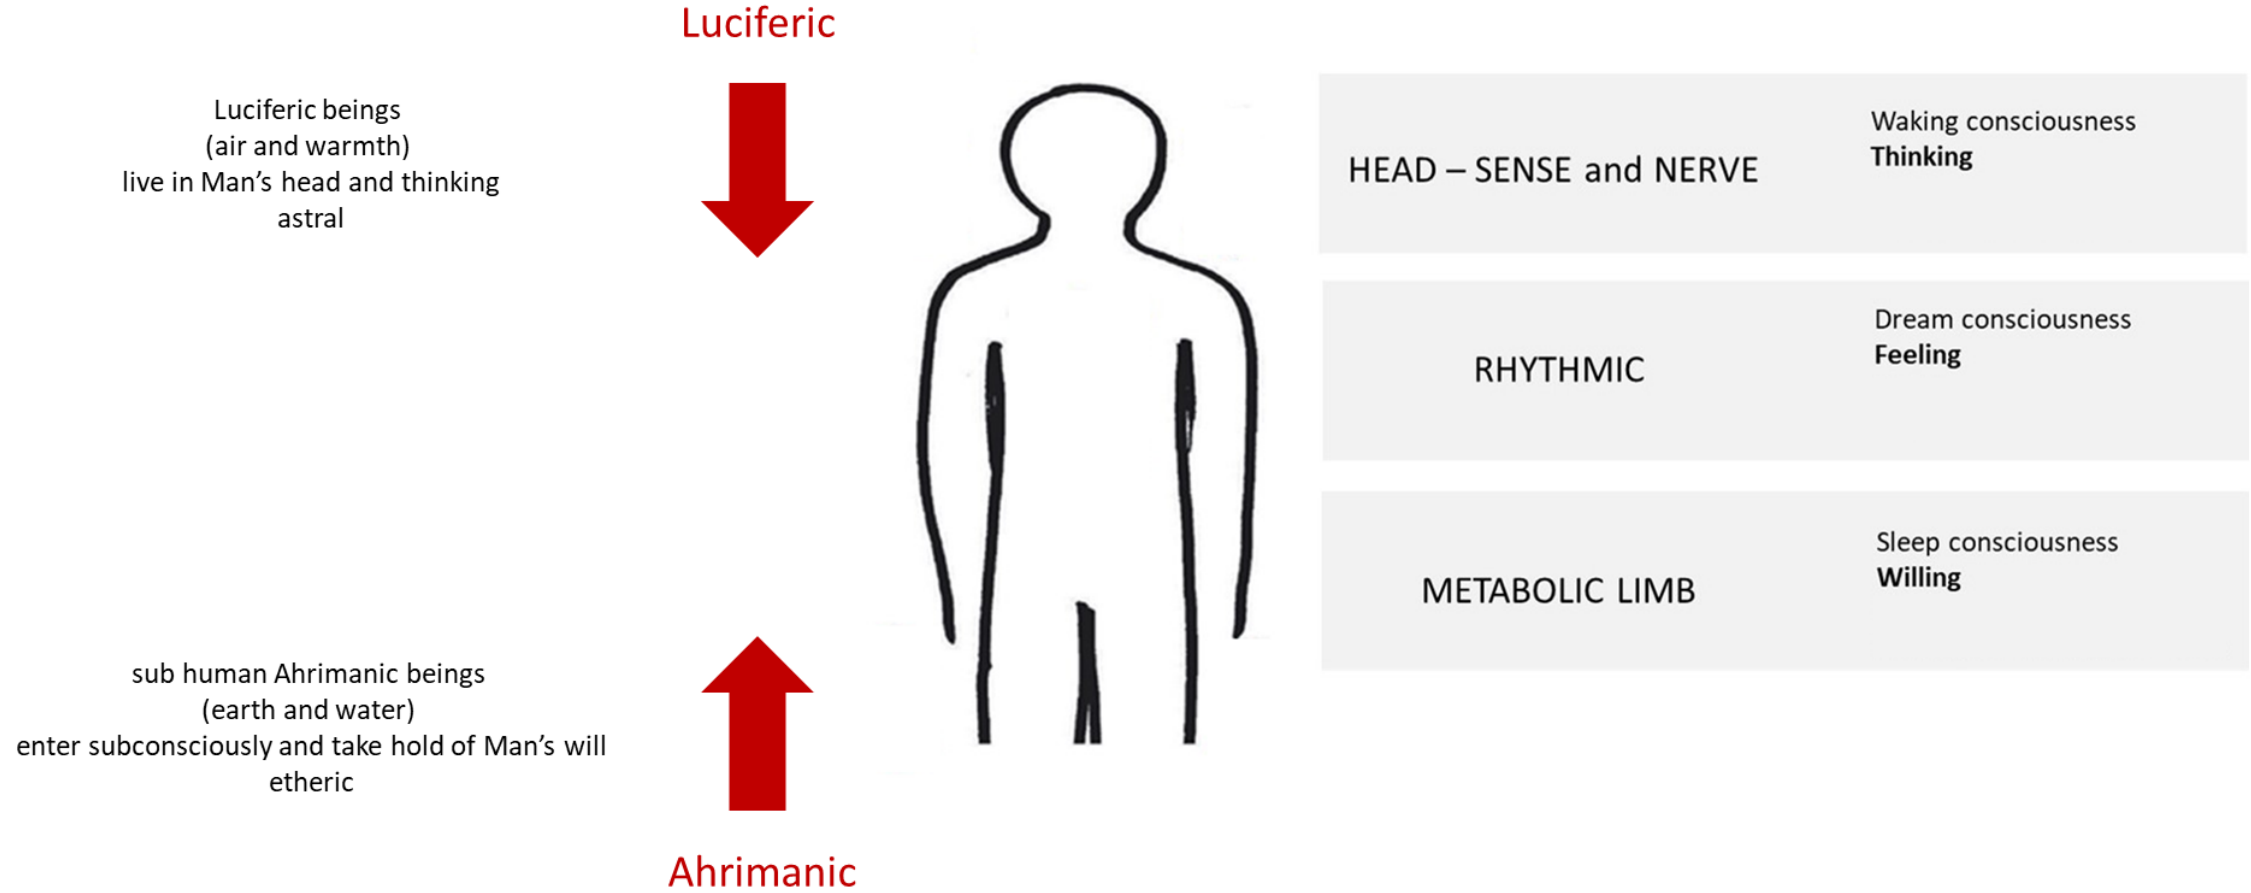 Luciferic
Luciferic beings
(air and warmth)
live in Man's head and thinking
astral
HEAD – SENSE and NERVE
Waking consciousness
Thinking
RHYTHMIC
Dream consciousness
Feeling
METABOLIC LIMB
Sleep consciousness
Willing
sub human Ahrimanic beings
(earth and water)
enter subconsciously and take hold of Man's will
etheric
Ahrimanic